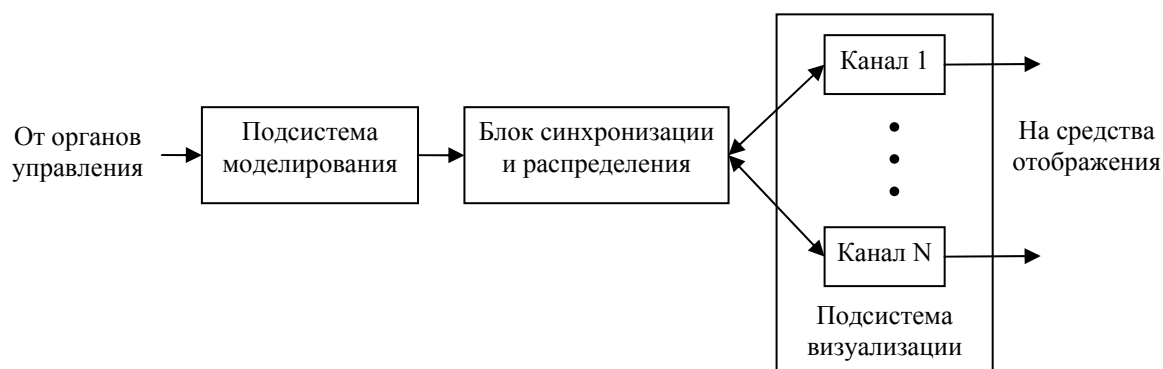 От органов
управления
Подсистема
моделирования
Блок синхронизации
и распределения
Канал 1
Канал N
Подсистема
визуализации
На средства
отображения